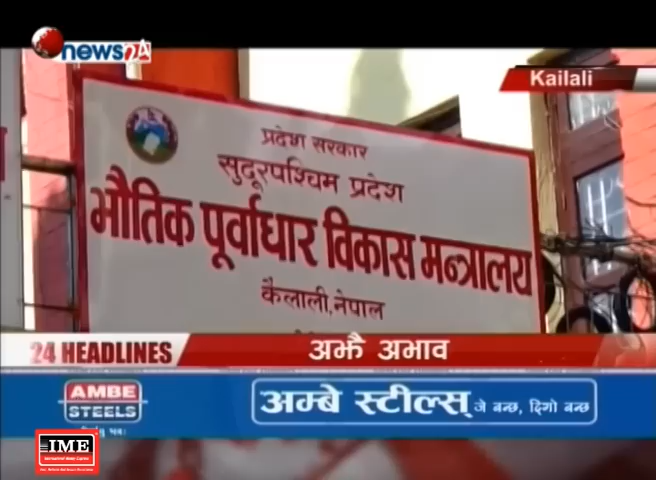 news24
Kailali
प्रदेश सरकार
सुदूरपश्चिम प्रदेश
भौतिक पूर्वाधार विकास मन्त्रालय
कैलाली, नेपाल
24 HEADLINES
अझै अभाव
AMBE
STEELS
अम्बे स्टील्स् जे बन्छ, दिगो बन्छ
IME